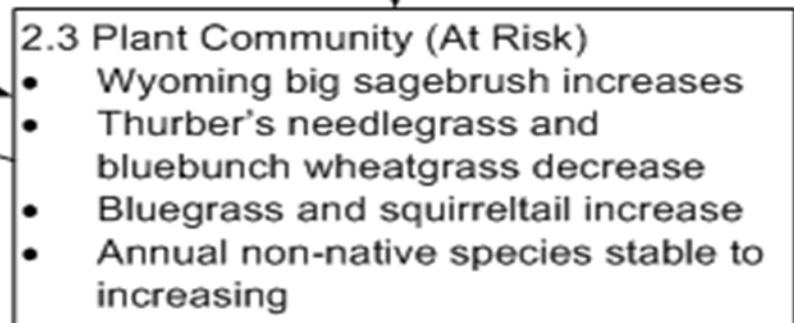 2.3 Plant Community (At Risk)
• Wyoming big sagebrush increases
• Thurber's needlegrass and
bluebunch wheatgrass decrease
• Bluegrass and squirreltail increase
• Annual non-native species stable to
increasing